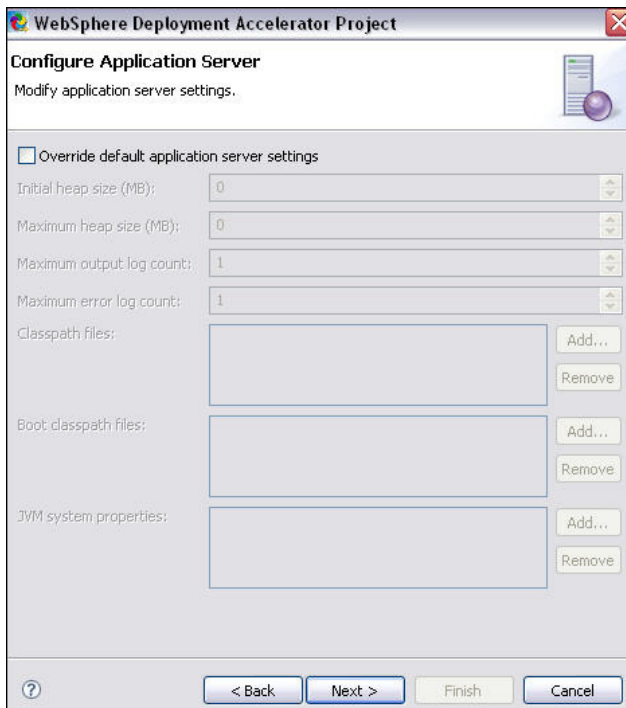 WebSphere Deployment Accelerator Project
Configure Application Server
Modify application server settings.
Override default application server settings
Initial heap size (MB): 0
Maximum heap size (MB): 0
Maximum output log count: 1
Maximum error log count: 1
Classpath files:
Add...
Remove
Boot classpath files:
Add...
Remove
JVM system properties:
Add...
Remove
? < Back Next > Finish Cancel